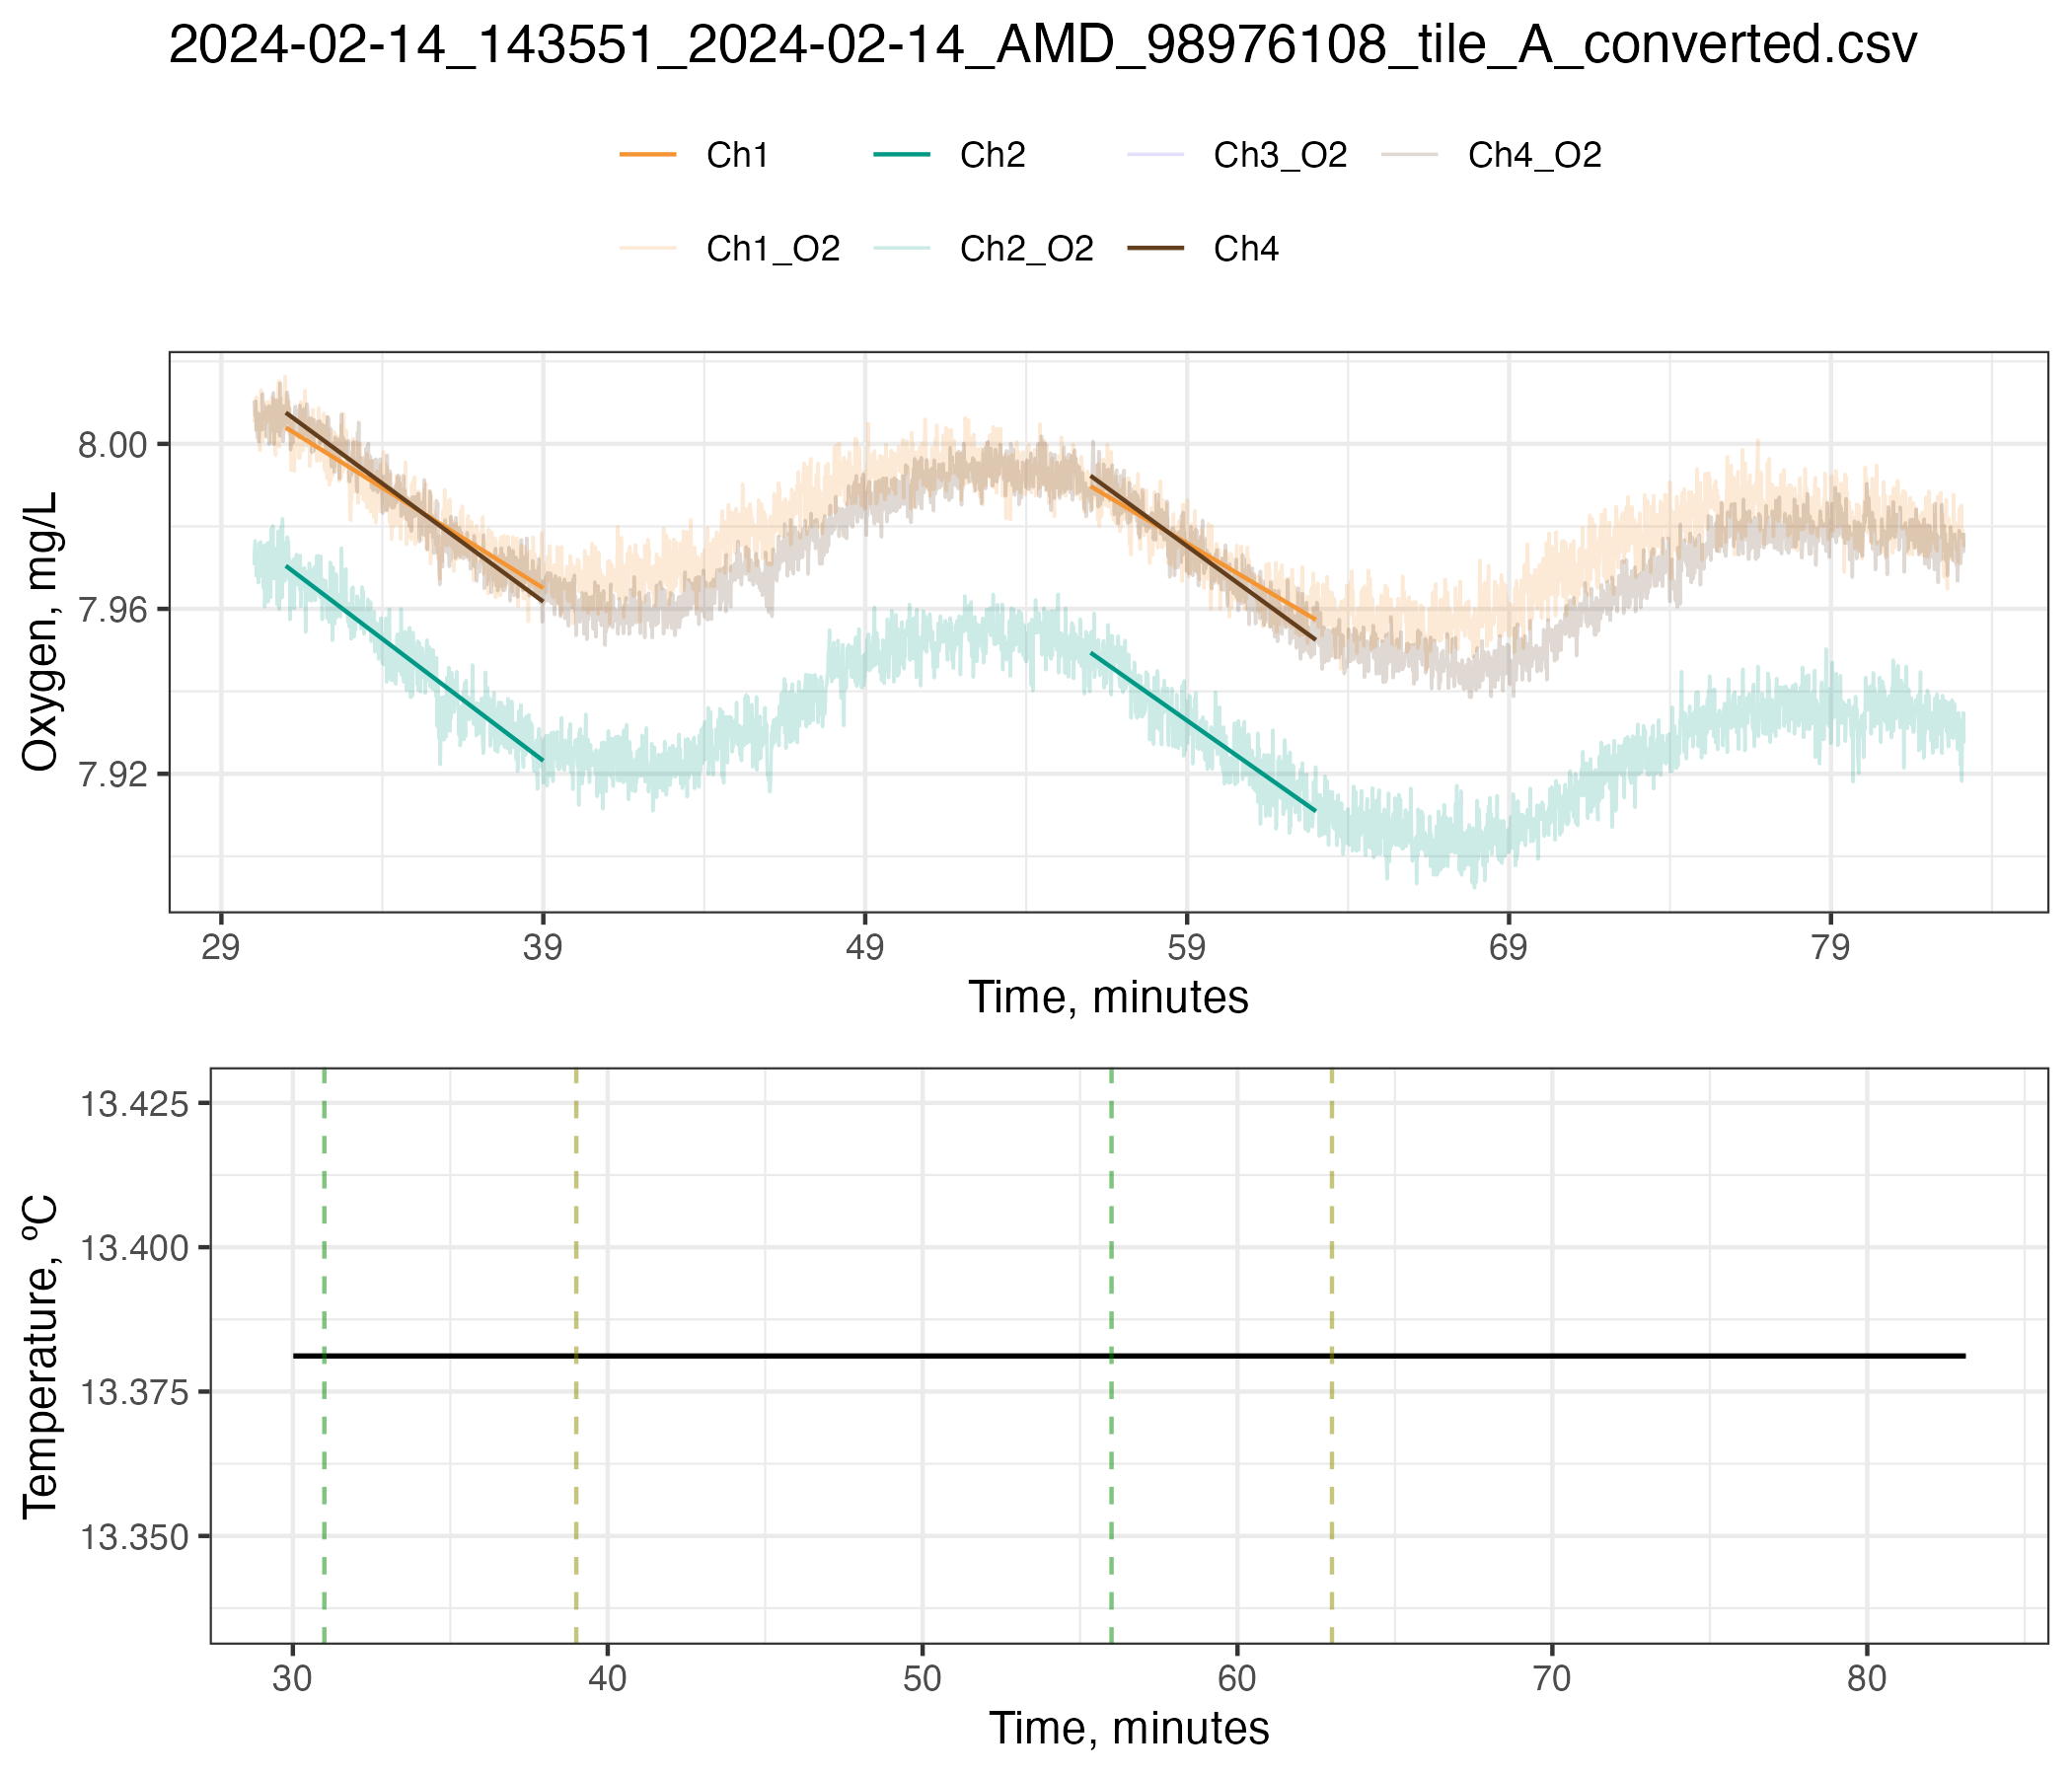 2024-02-14_143551_2024-02-14_AMD_98976108_tile_A_converted.csv
Ch1 Ch2 Ch3_O2 Ch4_O2
Ch1_O2 Ch2_O2 Ch4
Oxygen, mg/L
8.00
7.96
7.92
29 39 49 59 69 79
Time, minutes
Temperature, ºC
13.425
13.400
13.375
13.350
30 40 50 60 70 80
Time, minutes